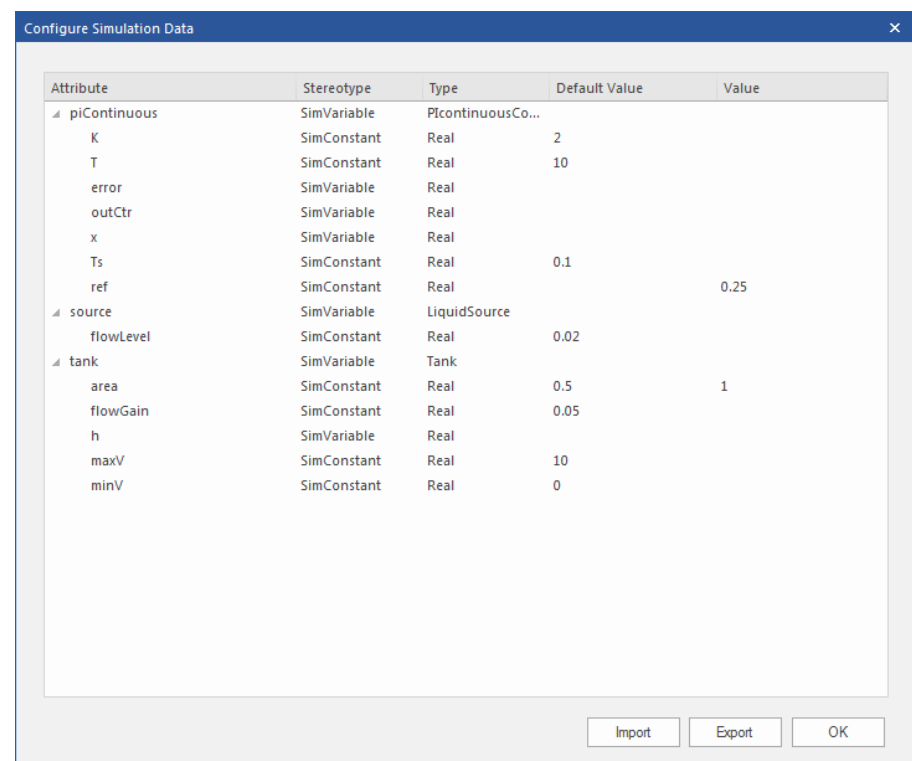 Configure Simulation Data
Attribute Stereotype Type Default Value Value
piContinuous SimVariable PIcontinuousCo...
K SimConstant Real 2
T SimConstant Real 10
error SimVariable Real
outCtr SimVariable Real
x SimVariable Real
Ts SimConstant Real 0.1
ref SimConstant Real 0.25
source SimVariable LiquidSource
flowLevel SimConstant Real 0.02
tank SimVariable Tank
area SimConstant Real 0.5 1
flowGain SimConstant Real 0.05
h SimVariable Real
maxV SimConstant Real 10
minV SimConstant Real 0
Import Export OK